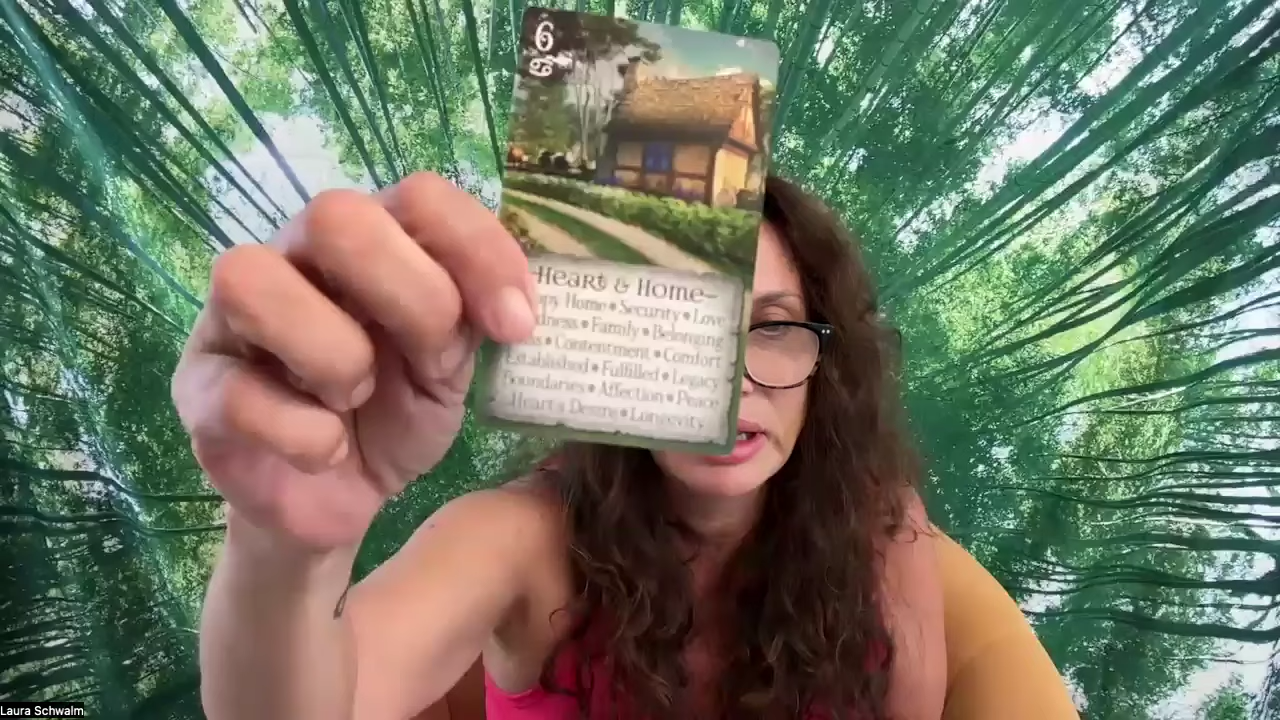 6
♋
Heart & Home~
Home • Security • Love
• Family • Belonging
• Contentment • Comfort
Established • Fulfilled • Legacy
Boundaries • Affection • Peace
Heart's Desire • Longevity
Laura Schwalm